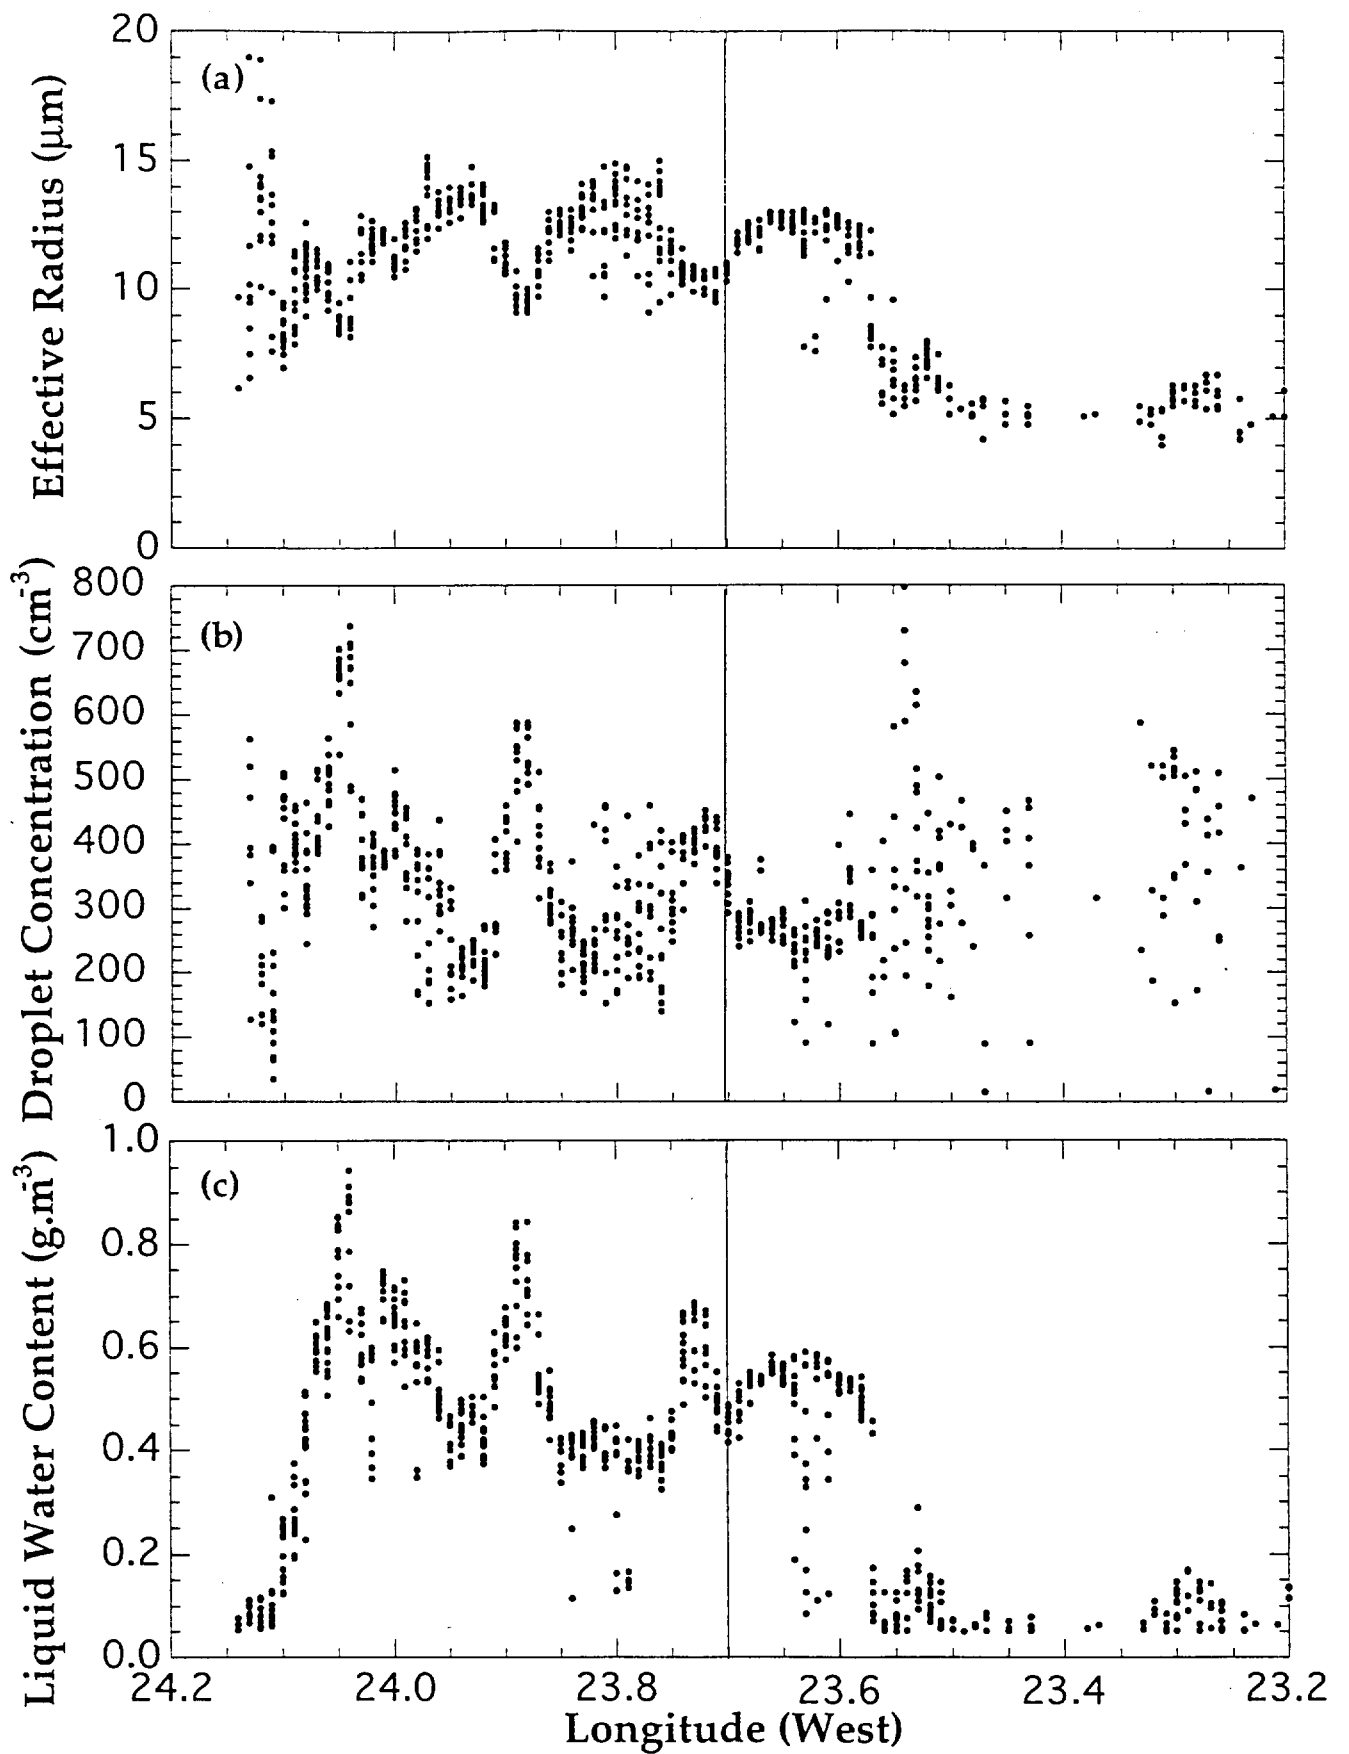 (a)
Effective Radius (μm)
20
15
10
5
0
(b)
Droplet Concentration (cm⁻³)
800
700
600
500
400
300
200
100
0
(c)
Liquid Water Content (g.m⁻³)
1.0
0.8
0.6
0.4
0.2
0.0
24.2 24.0 23.8 23.6 23.4 23.2
Longitude (West)